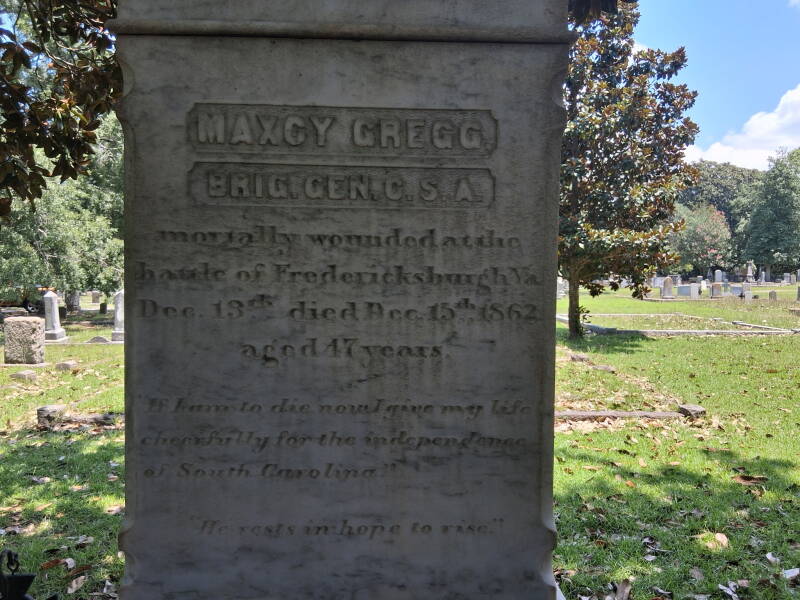 MAXCY GREGG,
BRIG. GEN. C. S. A.
mortally wounded at the
battle of Fredericksburgh Va
Dec. 13th died Dec. 15th, 1862
aged 47 years.
"If I am to die now I give my life
cheerfully for the independence
of South Carolina."
"He rests in hope to rise."